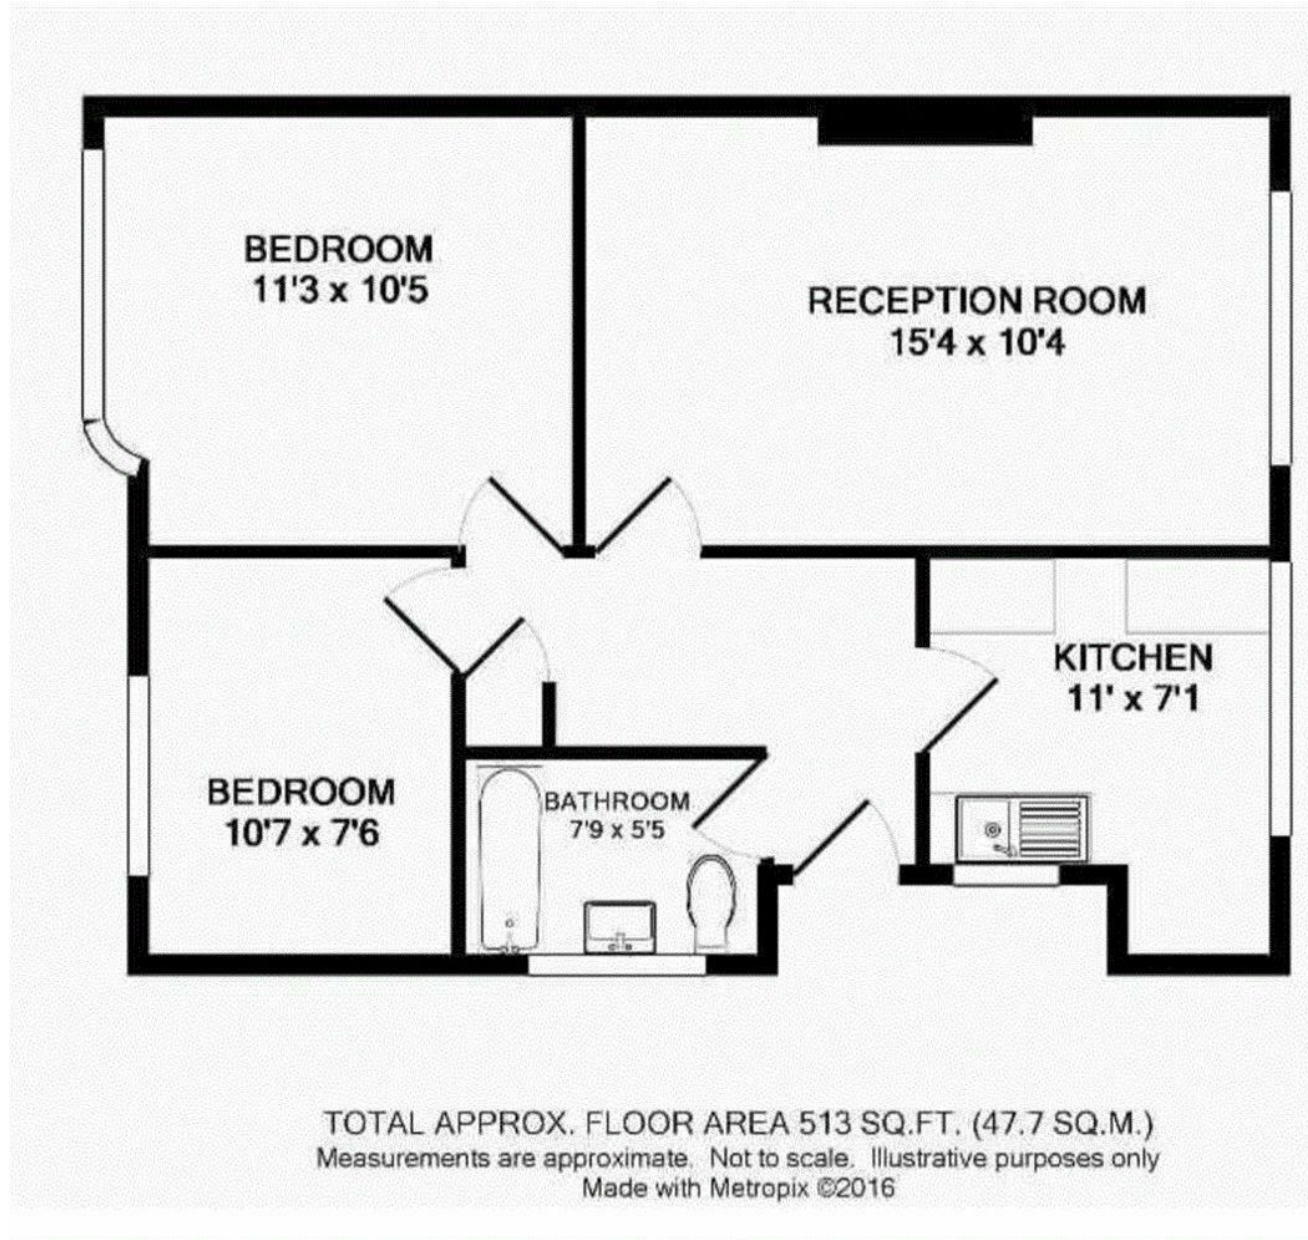 BEDROOM
11'3 x 10'5
RECEPTION ROOM
15'4 x 10'4
KITCHEN
11' x 7'1
BEDROOM
10'7 x 7'6
BATHROOM
7'9 x 5'5
TOTAL APPROX. FLOOR AREA 513 SQ.FT. (47.7 SQ.M.)
Measurements are approximate. Not to scale. Illustrative purposes only
Made with Metropix ©2016